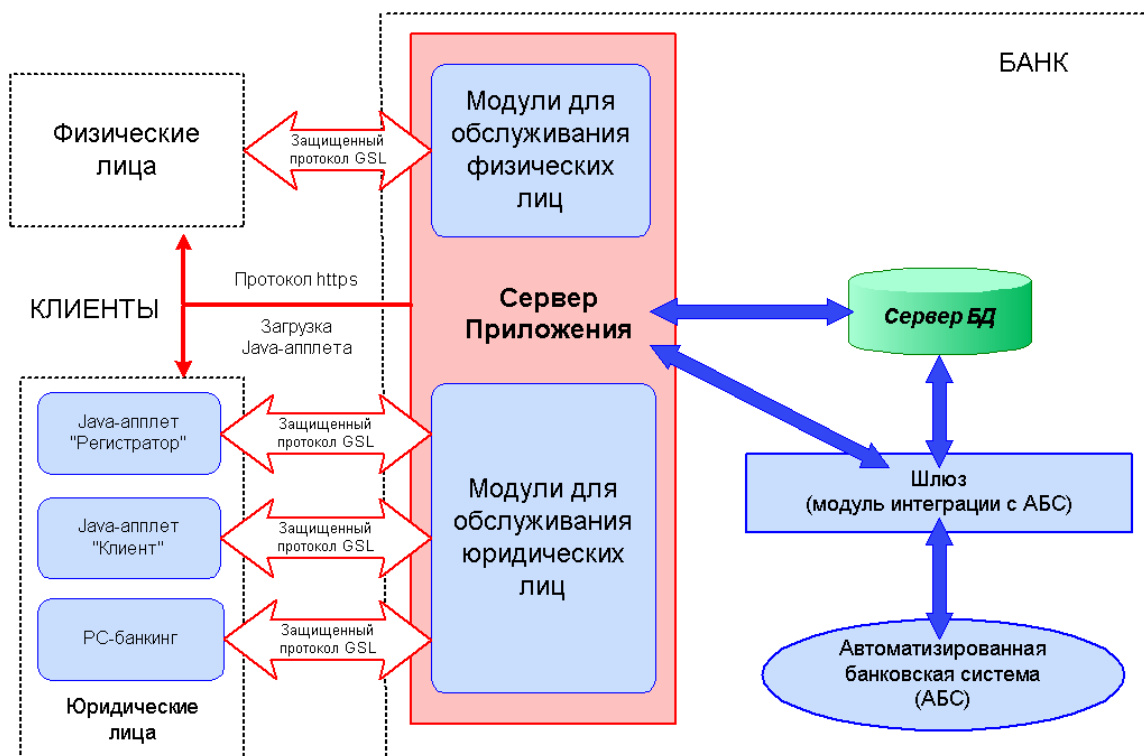 БАНК
Физические
лица
Защищенный
протокол GSL
Модули для
обслуживания
физических
лиц
КЛИЕНТЫ
Протокол https
Загрузка
Java-апплета
Сервер
Приложения
Сервер БД
Java-апплет
"Регистратор"
Защищенный
протокол GSL
Java-апплет
"Клиент"
Защищенный
протокол GSL
PC-банкинг
Защищенный
протокол GSL
Юридические
лица
Модули для
обслуживания
юридических
лиц
Шлюз
(модуль интеграции с АБС)
Автоматизированная
банковская система
(АБС)